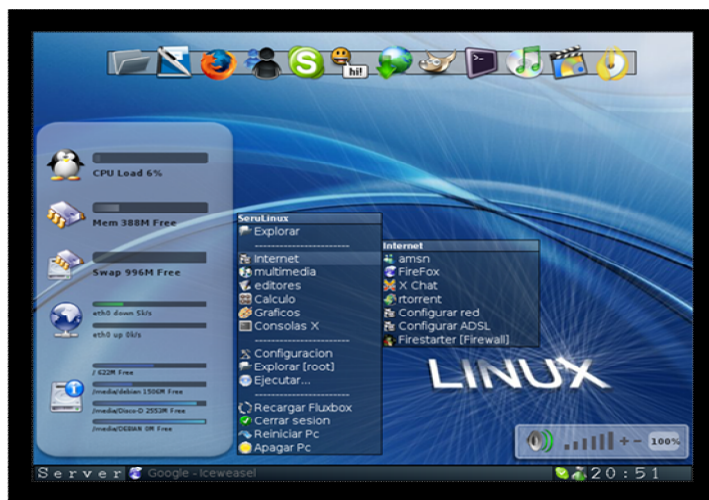 hi!
CPU Load 6%
Mem 388M Free
Swap 996M Free
eth0 down 5k/s
eth0 up 0k/s
/ 622M Free
/media/debian 1506M Free
/media/Disco-D 2553M Free
/media/DEBIAN 0M Free
SeruLinux
Explorar
Internet
multimedia
editores
Calculo
Graficos
Consolas X
Configuracion
Explorar [root]
Ejecutar...
Recargar Fluxbox
Cerrar sesion
Reiniciar Pc
Apagar Pc
Internet
amsn
FireFox
X Chat
rtorrent
Configurar red
Configurar ADSL
Firestarter [Firewall]
LINUX
100%
Server Google - Iceweasel 20:51